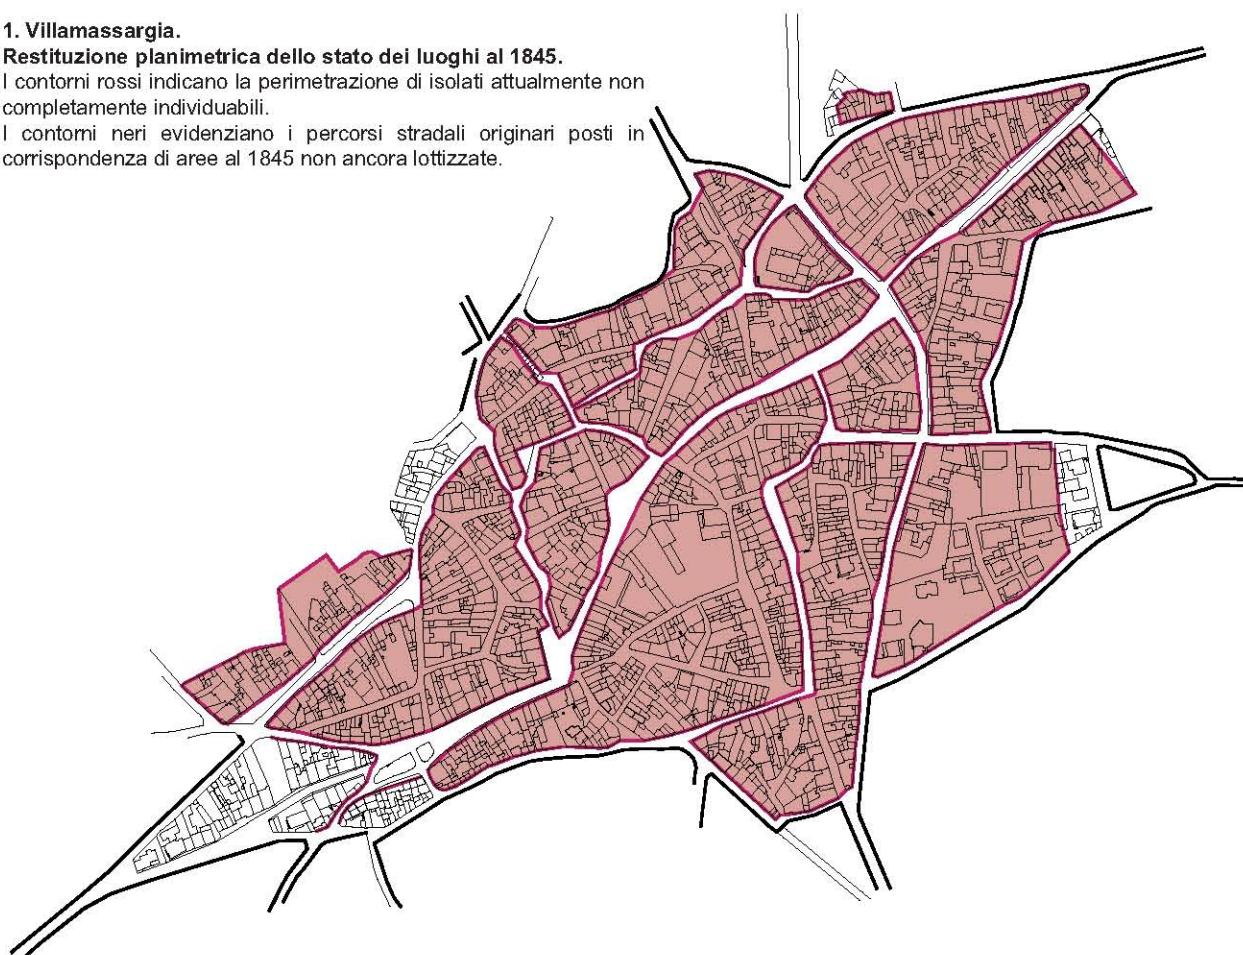 1. Villamassargia.
Restituzione planimetrica dello stato dei luoghi al 1845.
I contorni rossi indicano la perimetrazione di isolati attualmente non
completamente individuabili.
I contorni neri evidenziano i percorsi stradali originari posti in
corrispondenza di aree al 1845 non ancora lottizzate.